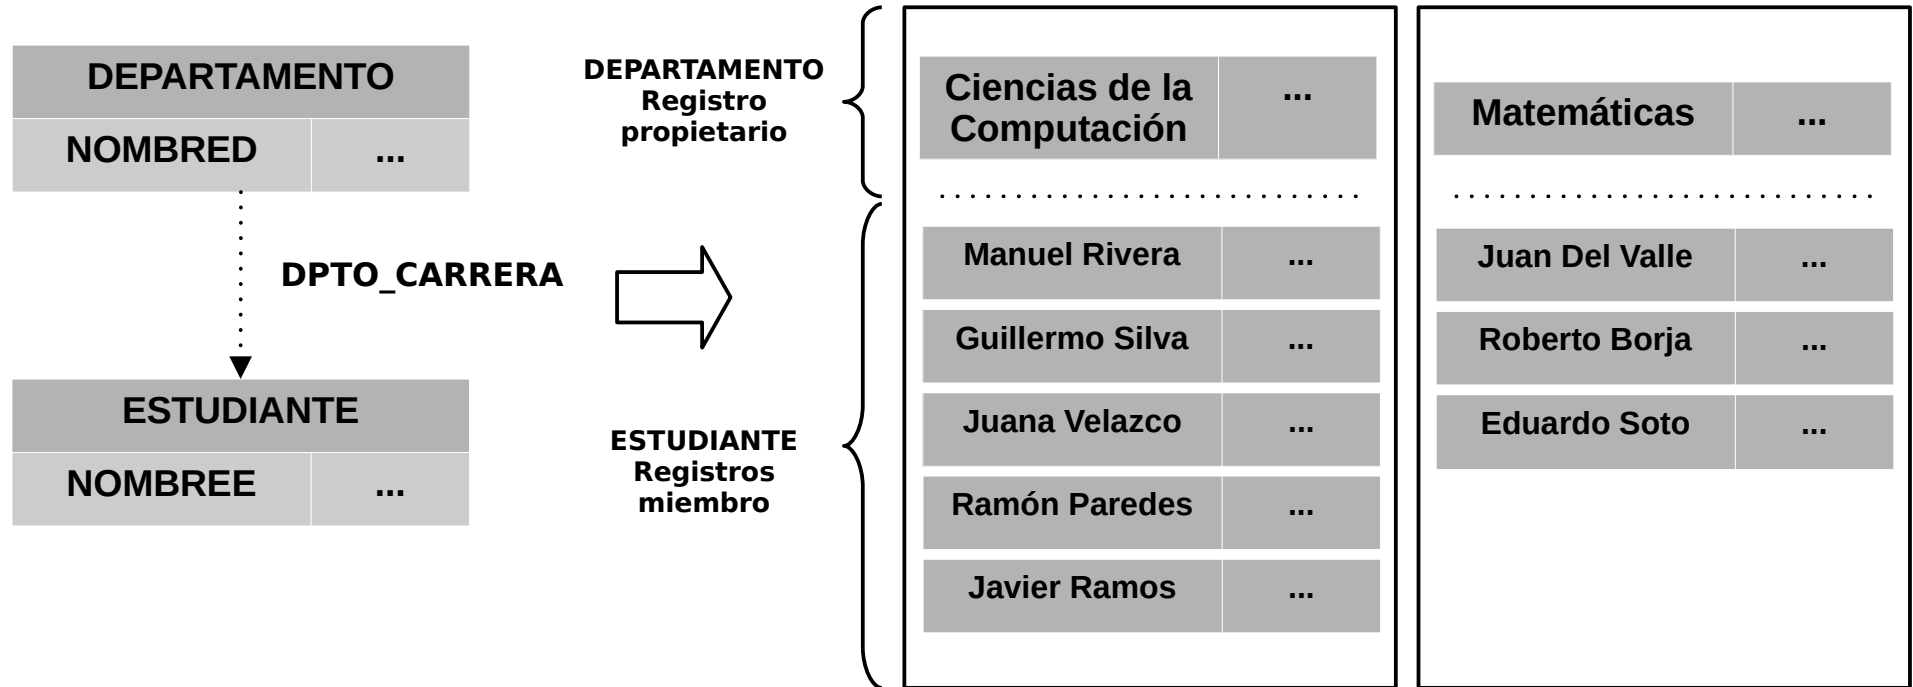 DEPARTAMENTO
NOMBRED ...
DPTO_CARRERA
ESTUDIANTE
NOMBREE ...
DEPARTAMENTO
Registro
propietario
ESTUDIANTE
Registros
miembro
Ciencias de la ...
Computación
Manuel Rivera ...
Guillermo Silva ...
Juana Velazco ...
Ramón Paredes ...
Javier Ramos ...
Matemáticas ...
Juan Del Valle ...
Roberto Borja ...
Eduardo Soto ...